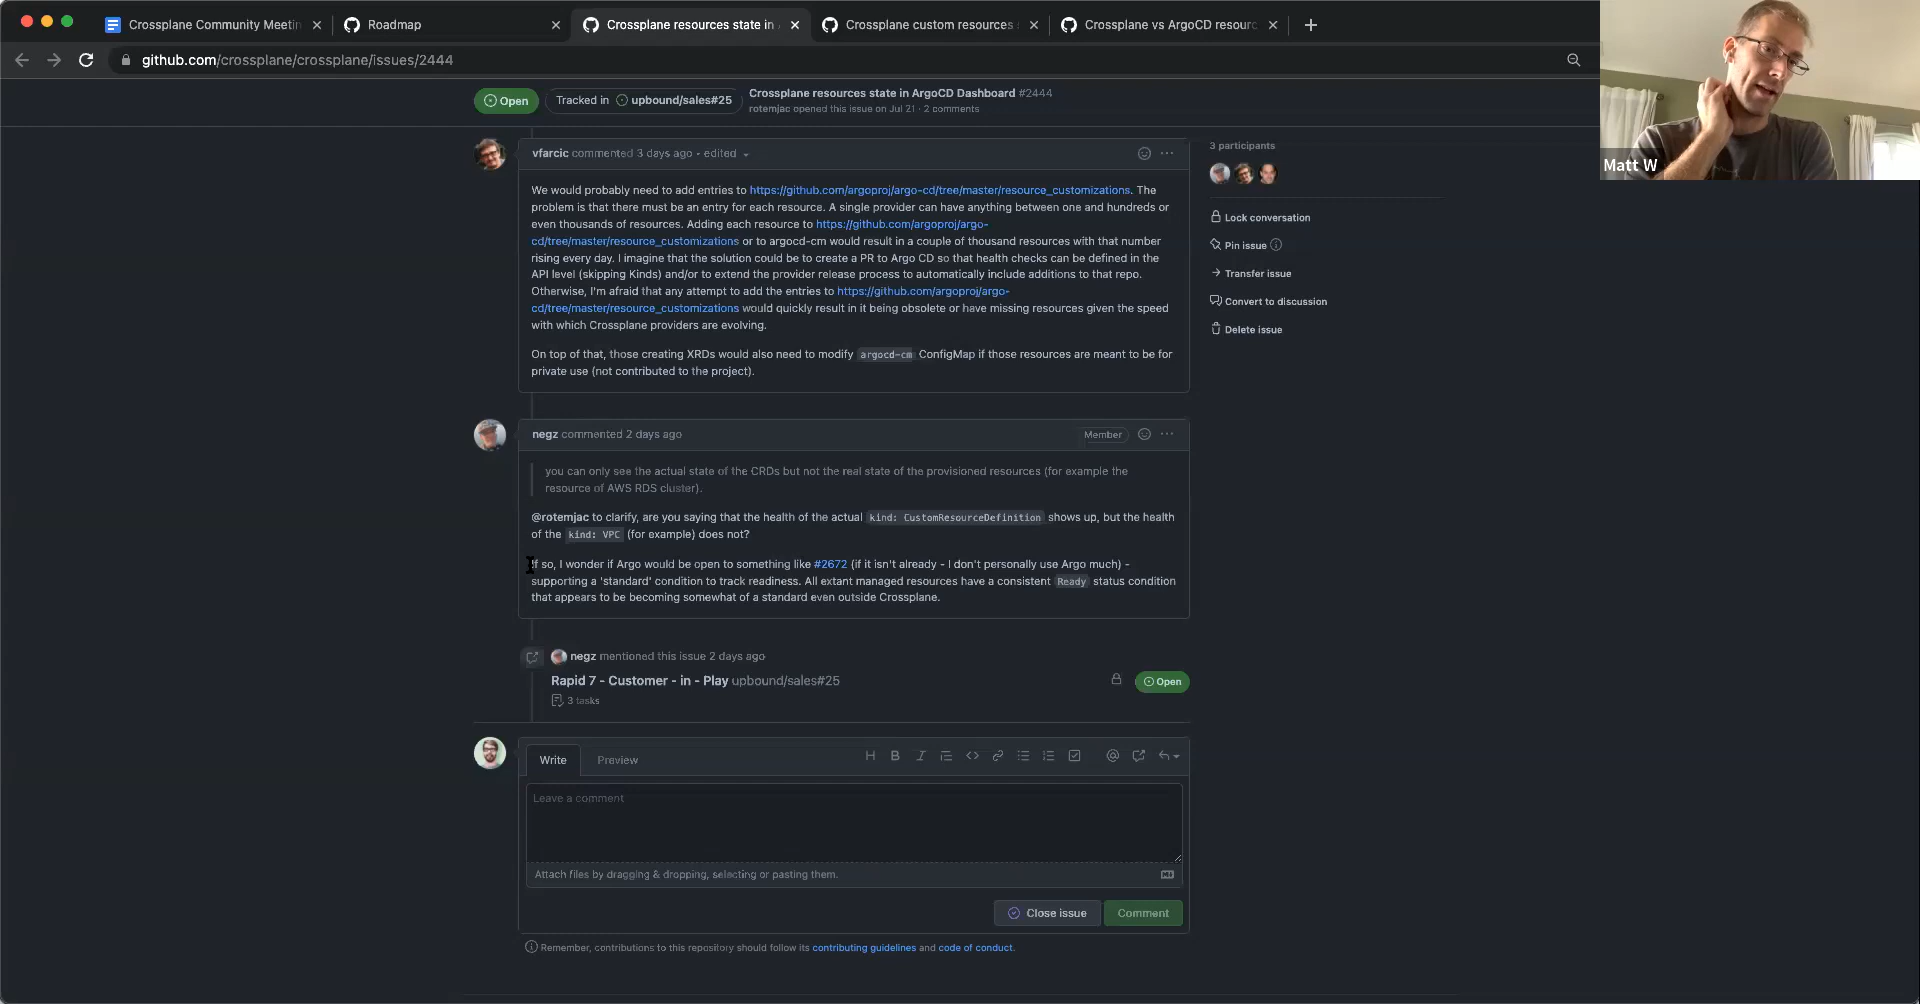 Crossplane Community Meetin
Roadmap
Crossplane resources state in
Crossplane custom resources
Crossplane vs ArgoCD resourc
github.com/crossplane/crossplane/issues/2444
Open
Tracked in upbound/sales#25
Crossplane resources state in ArgoCD Dashboard #2444
rotemjac opened this issue on Jul 21 · 2 comments
Matt W
vfarcic commented 3 days ago • edited
We would probably need to add entries to https://github.com/argoproj/argo-cd/tree/master/resource_customizations. The
problem is that there must be an entry for each resource. A single provider can have anything between one and hundreds or
even thousands of resources. Adding each resource to https://github.com/argoproj/argo-
cd/tree/master/resource_customizations or to argocd-cm would result in a couple of thousand resources with that number
rising every day. I imagine that the solution could be to create a PR to Argo CD so that health checks can be defined in the
API level (skipping Kinds) and/or to extend the provider release process to automatically include additions to that repo.
Otherwise, I'm afraid that any attempt to add the entries to https://github.com/argoproj/argo-
cd/tree/master/resource_customizations would quickly result in it being obsolete or have missing resources given the speed
with which Crossplane providers are evolving.
On top of that, those creating XRDs would also need to modify argocd-cm ConfigMap if those resources are meant to be for
private use (not contributed to the project).
3 participants
Lock conversation
Pin issue
Transfer issue
Convert to discussion
Delete issue
negz commented 2 days ago
Member
you can only see the actual state of the CRDs but not the real state of the provisioned resources (for example the
resource of AWS RDS cluster).
@rotemjac to clarify, are you saying that the health of the actual kind: CustomResourceDefinition shows up, but the health
of the kind: VPC (for example) does not?
If so, I wonder if Argo would be open to something like #2672 (if it isn't already - I don't personally use Argo much) -
supporting a 'standard' condition to track readiness. All extant managed resources have a consistent Ready status condition
that appears to be becoming somewhat of a standard even outside Crossplane.
negz mentioned this issue 2 days ago
Rapid 7 - Customer - in - Play upbound/sales#25
Open
3 tasks
Write
Preview
Leave a comment
Attach files by dragging & dropping, selecting or pasting them.
Close issue
Comment
Remember, contributions to this repository should follow its contributing guidelines and code of conduct.